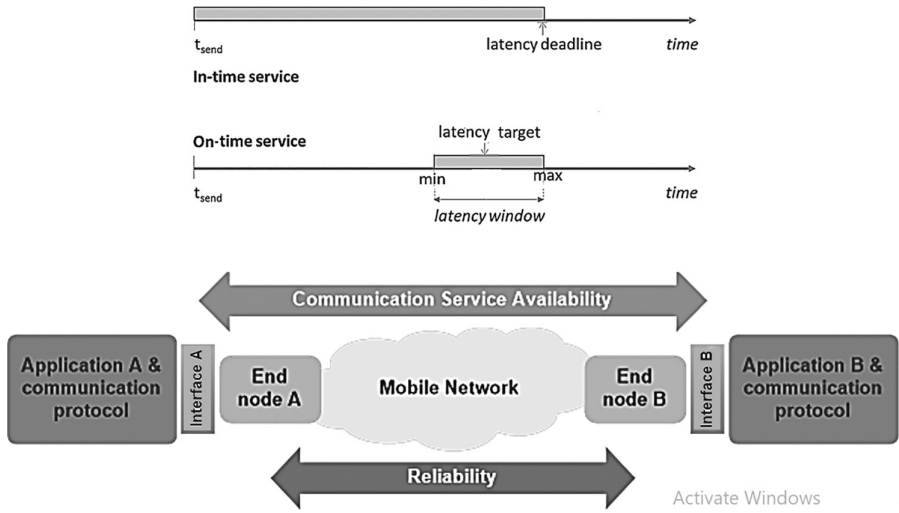 t_send
latency deadline
time
In-time service
On-time service
latency target
min
max
t_send
time
latency window
Communication Service Availability
Application A &
communication
protocol
Interface A
End
node A
Mobile Network
End
node B
Interface B
Application B &
communication
protocol
Reliability
Activate Windows